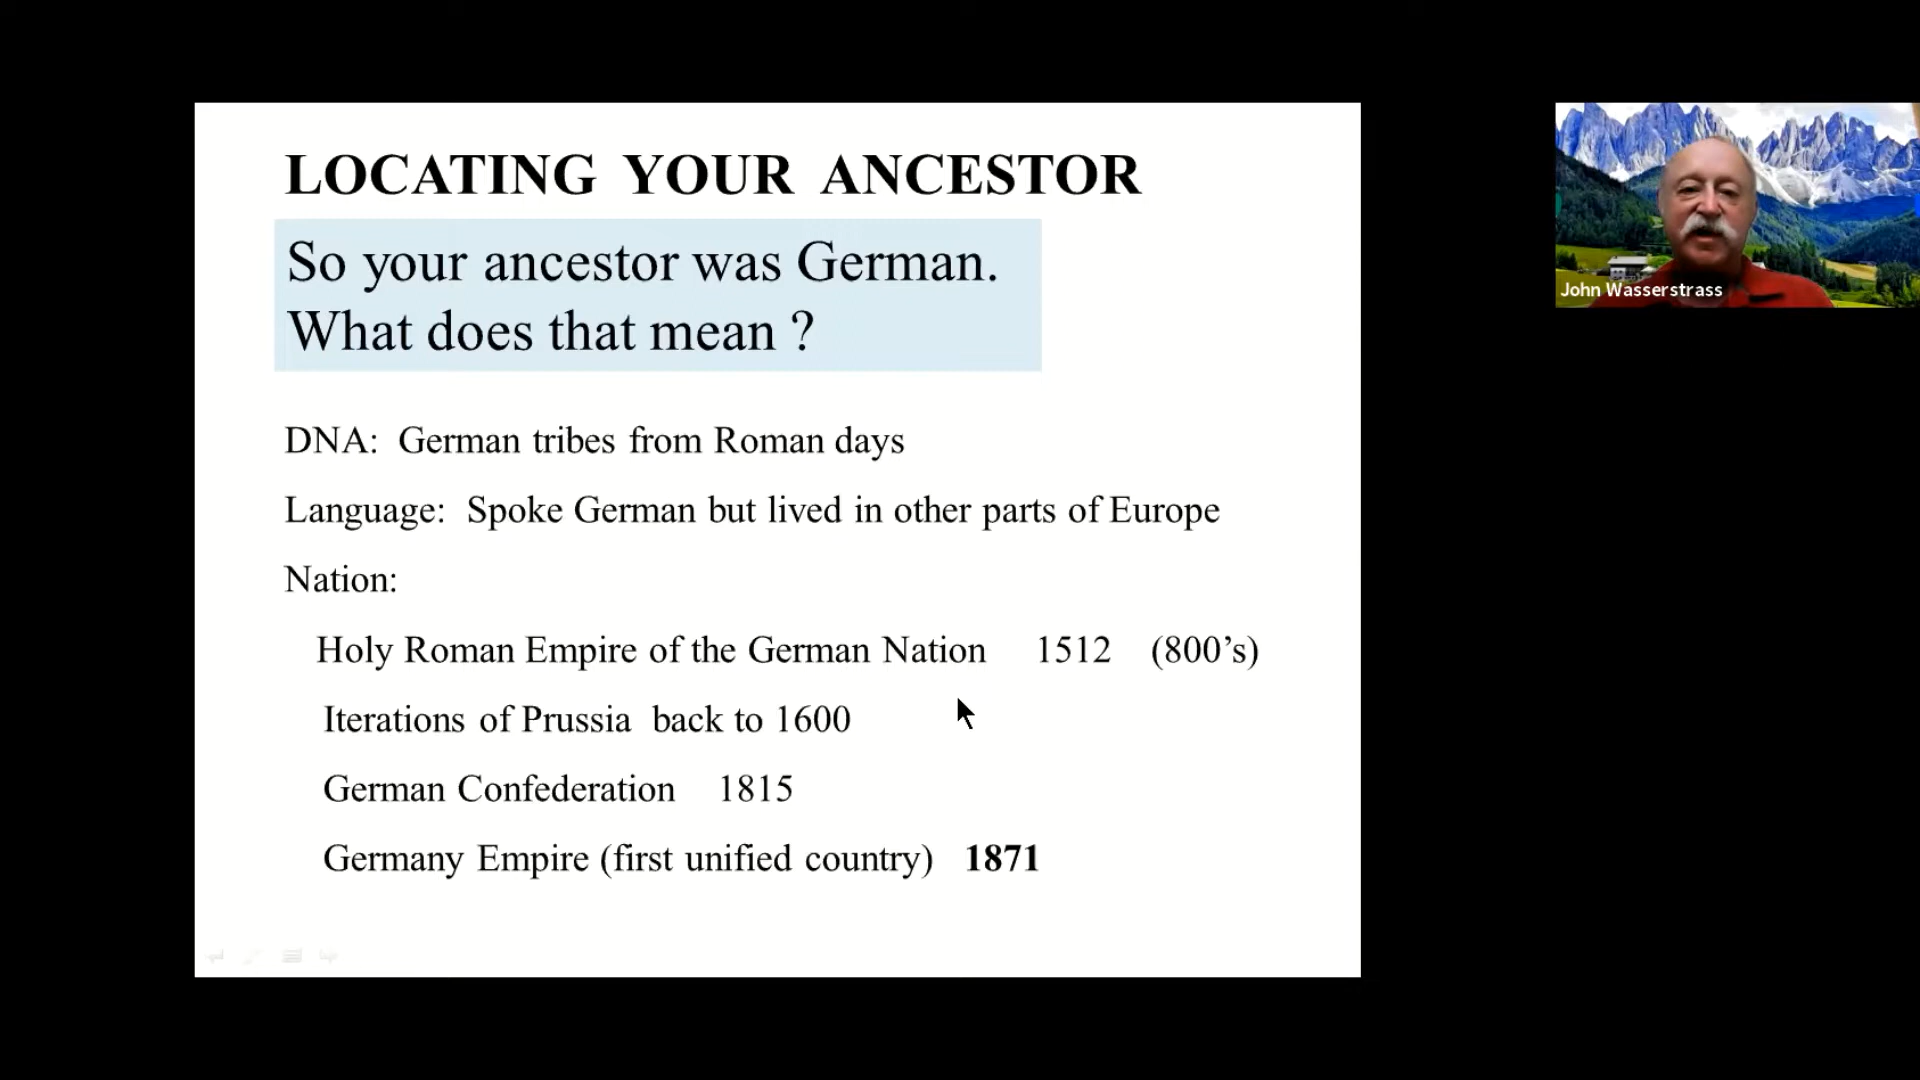 LOCATING YOUR ANCESTOR
So your ancestor was German.
What does that mean ?
DNA: German tribes from Roman days
Language: Spoke German but lived in other parts of Europe
Nation:
Holy Roman Empire of the German Nation 1512 (800’s)
Iterations of Prussia back to 1600
German Confederation 1815
Germany Empire (first unified country) 1871
John Wasserstrass